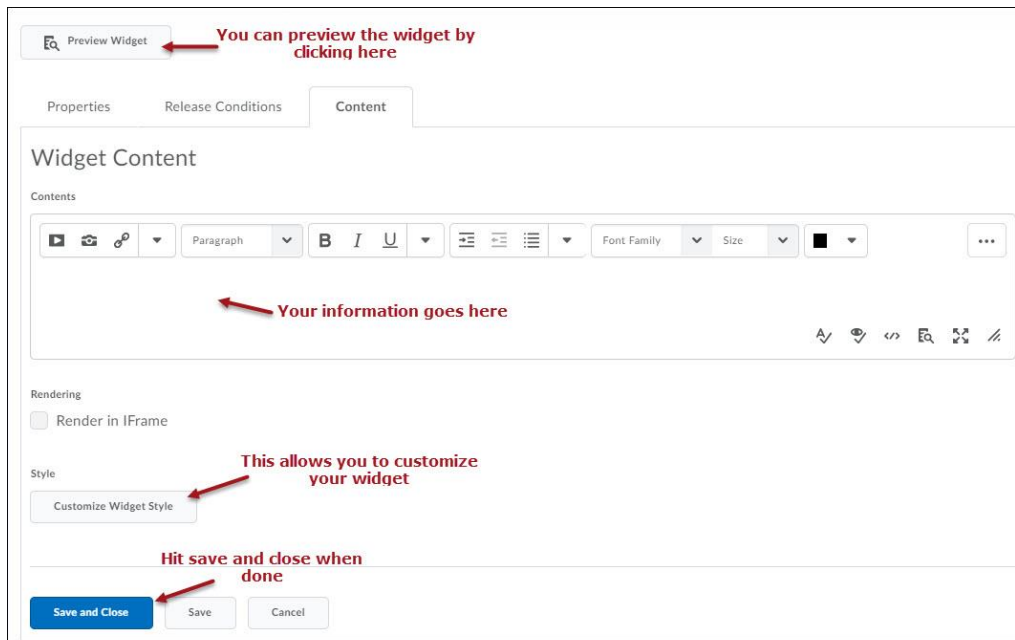 Preview Widget
You can preview the widget by
clicking here
Properties Release Conditions Content
Widget Content
Contents
Paragraph B I U Font Family Size
Your information goes here
Rendering
Render in IFrame
Style
This allows you to customize
your widget
Customize Widget Style
Hit save and close when
done
Save and Close Save Cancel